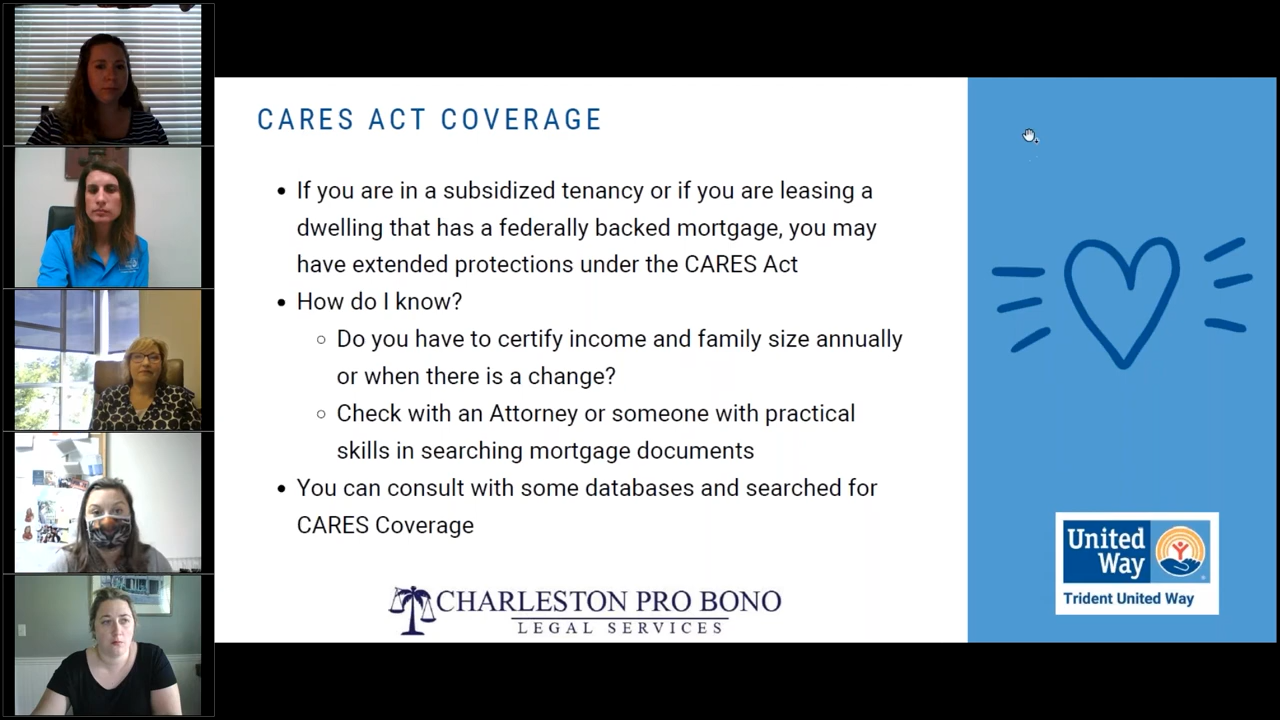 CARES ACT COVERAGE
• If you are in a subsidized tenancy or if you are leasing a
dwelling that has a federally backed mortgage, you may
have extended protections under the CARES Act
• How do I know?
○ Do you have to certify income and family size annually
or when there is a change?
○ Check with an Attorney or someone with practical
skills in searching mortgage documents
• You can consult with some databases and searched for
CARES Coverage
CHARLESTON PRO BONO
LEGAL SERVICES
United
Way
Trident United Way